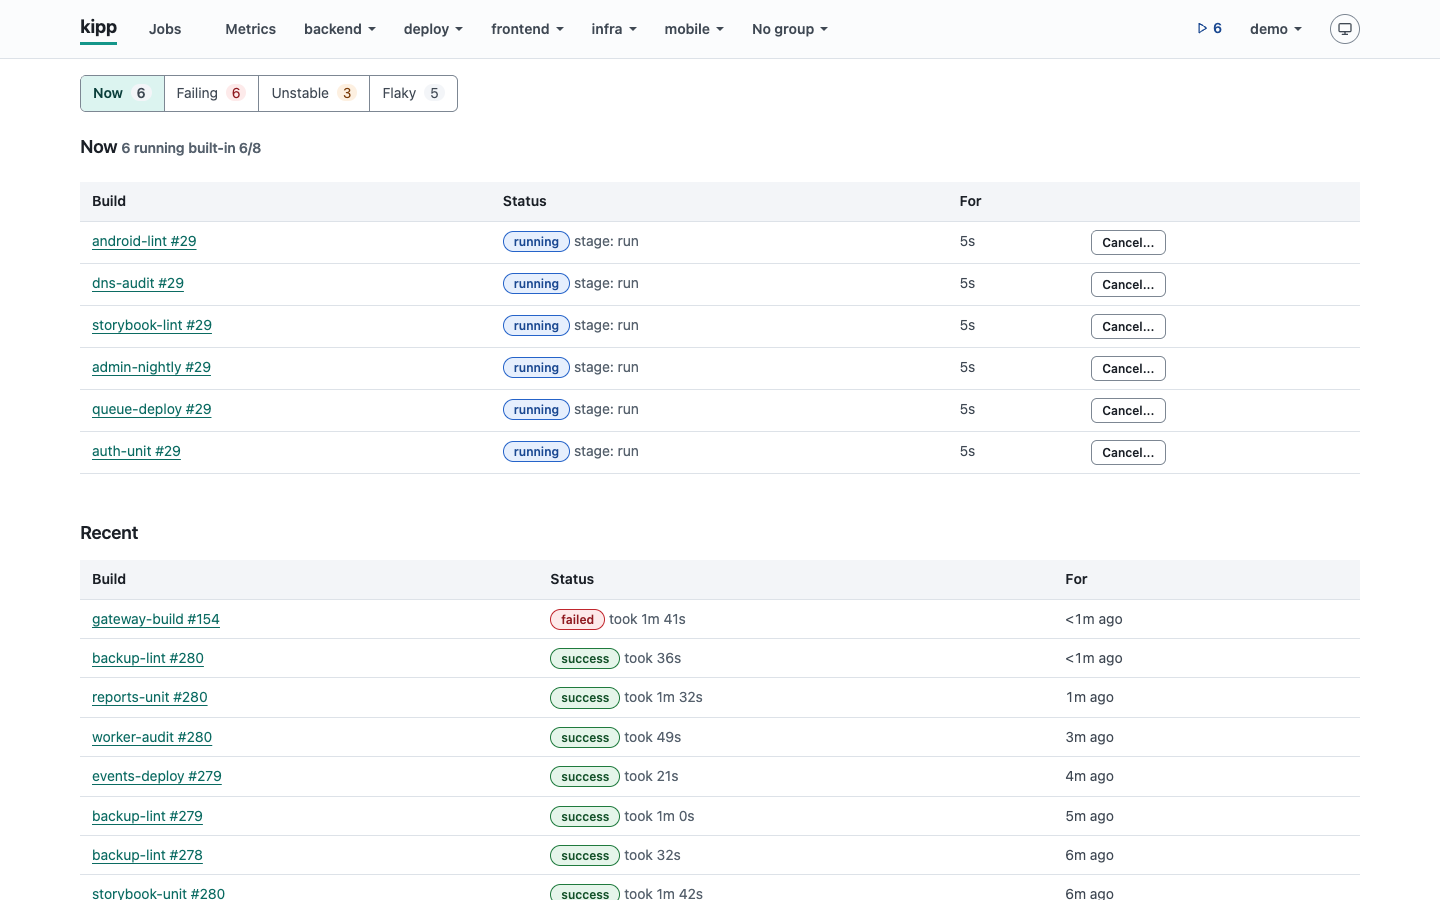 kipp Jobs Metrics backend deploy frontend infra mobile No group 6 demo
Now 6 Failing 6 Unstable 3 Flaky 5
Now 6 running built-in 6/8
Build Status For
android-lint #29 running stage: run 5s Cancel...
dns-audit #29 running stage: run 5s Cancel...
storybook-lint #29 running stage: run 5s Cancel...
admin-nightly #29 running stage: run 5s Cancel...
queue-deploy #29 running stage: run 5s Cancel...
auth-unit #29 running stage: run 5s Cancel...
Recent
Build Status For
gateway-build #154 failed took 1m 41s <1m ago
backup-lint #280 success took 36s <1m ago
reports-unit #280 success took 1m 32s 1m ago
worker-audit #280 success took 49s 3m ago
events-deploy #279 success took 21s 4m ago
backup-lint #279 success took 1m 0s 5m ago
backup-lint #278 success took 32s 6m ago
storybook-unit #280 success took 1m 42s 6m ago